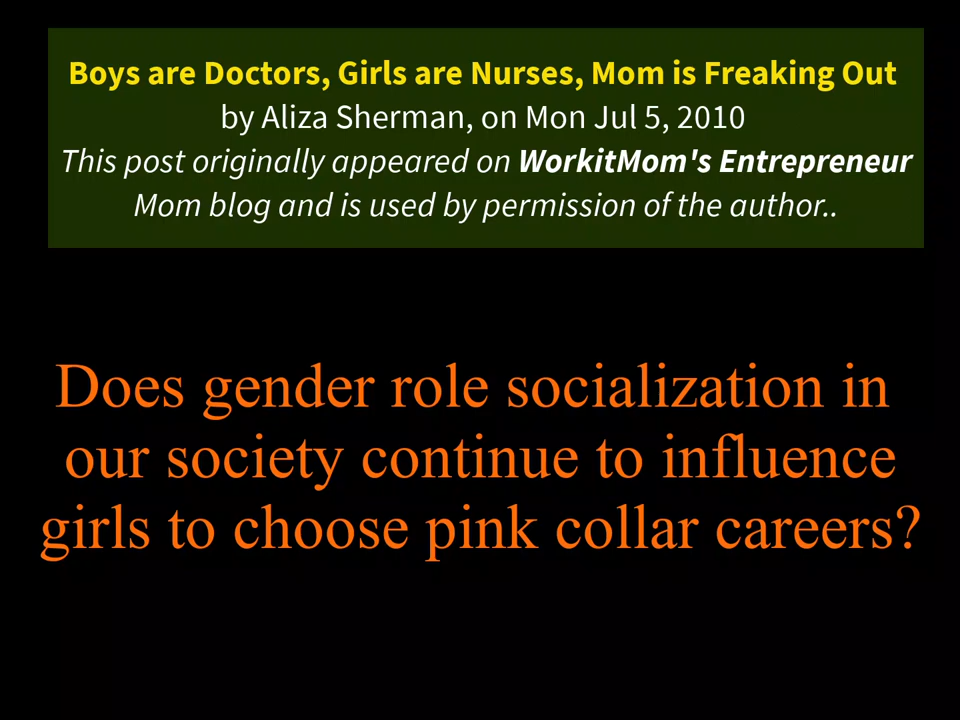 Boys are Doctors, Girls are Nurses, Mom is Freaking Out
by Aliza Sherman, on Mon Jul 5, 2010
This post originally appeared on WorkitMom's Entrepreneur
Mom blog and is used by permission of the author..
Does gender role socialization in
our society continue to influence
girls to choose pink collar careers?